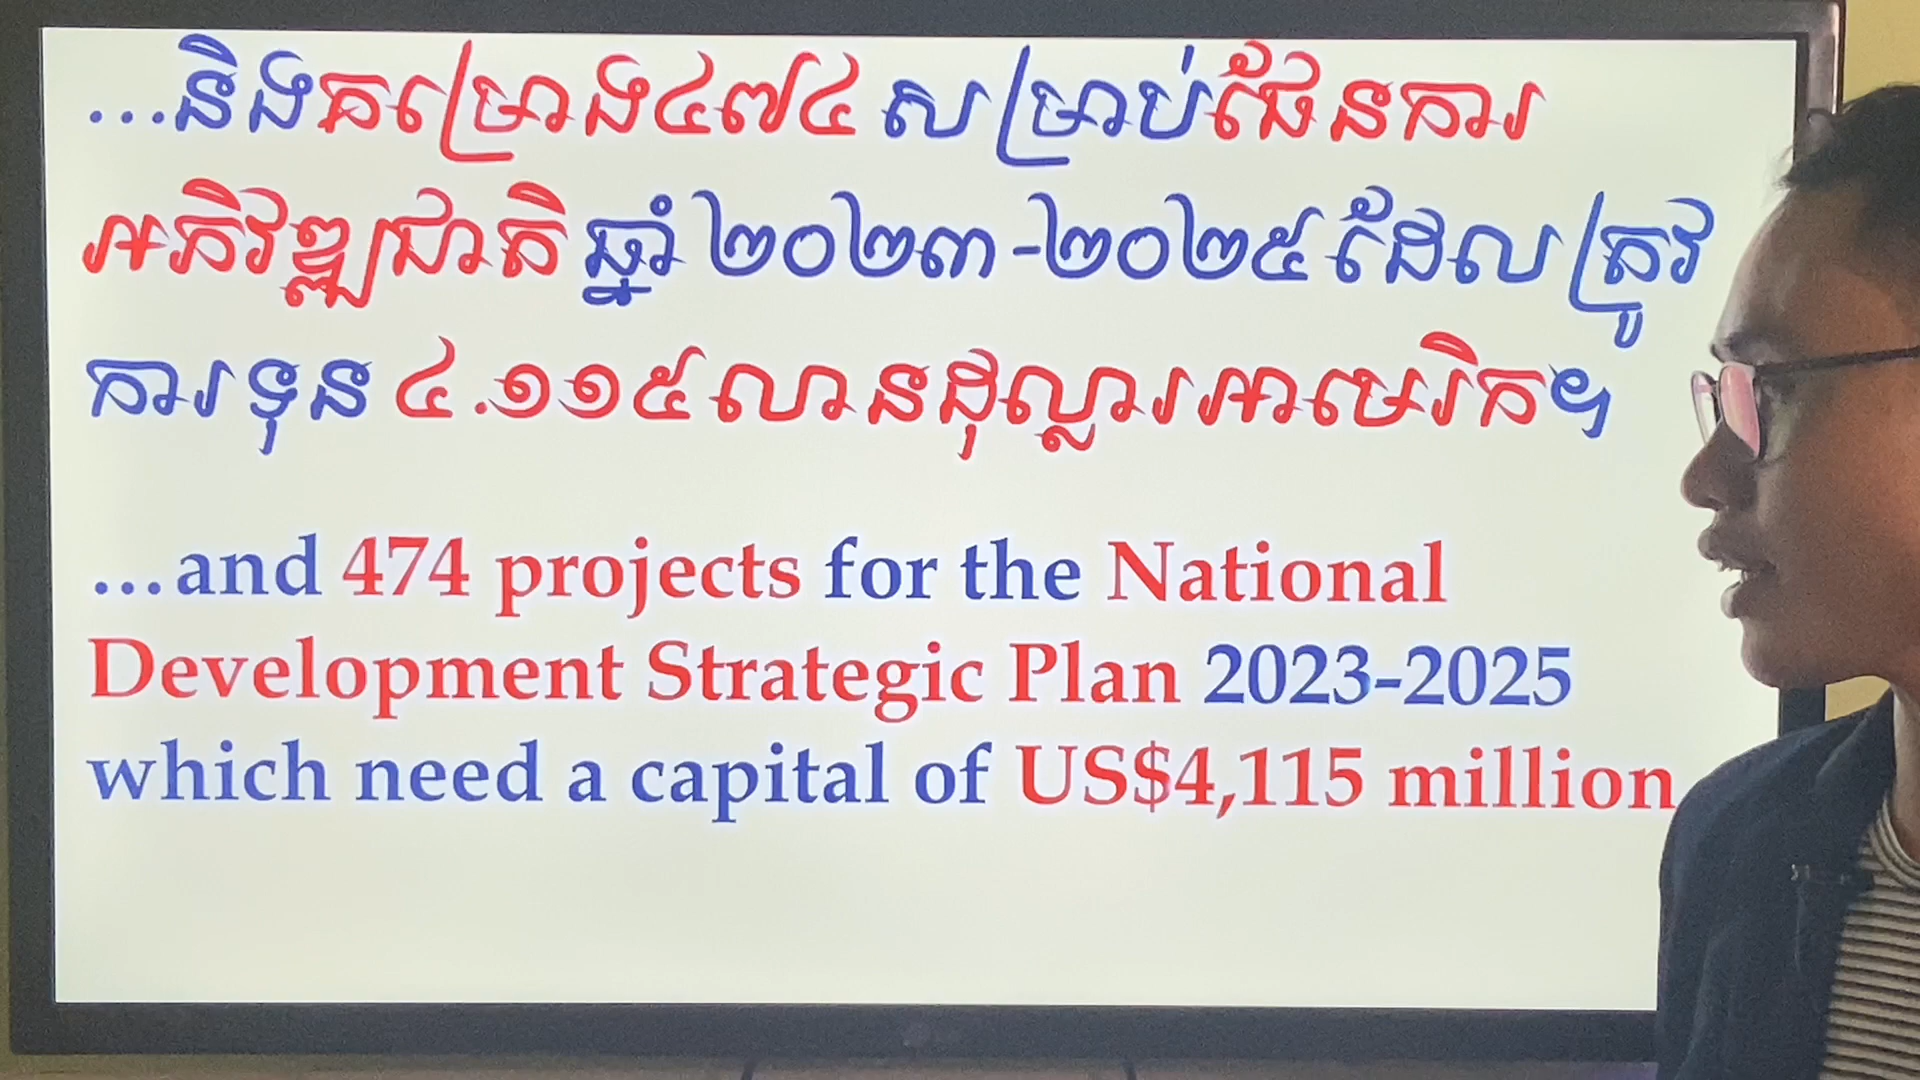 ...និងគម្រោង៤៧៤ សម្រាប់ផែនការ
អភិវឌ្ឍជាតិ ឆ្នាំ ២០២៣-២០២៥ ដែលត្រូវ
ការទុន ៤.១១៥ លានដុល្លារអាមេរិក។
...and 474 projects for the National
Development Strategic Plan 2023-2025
which need a capital of US$4,115 million